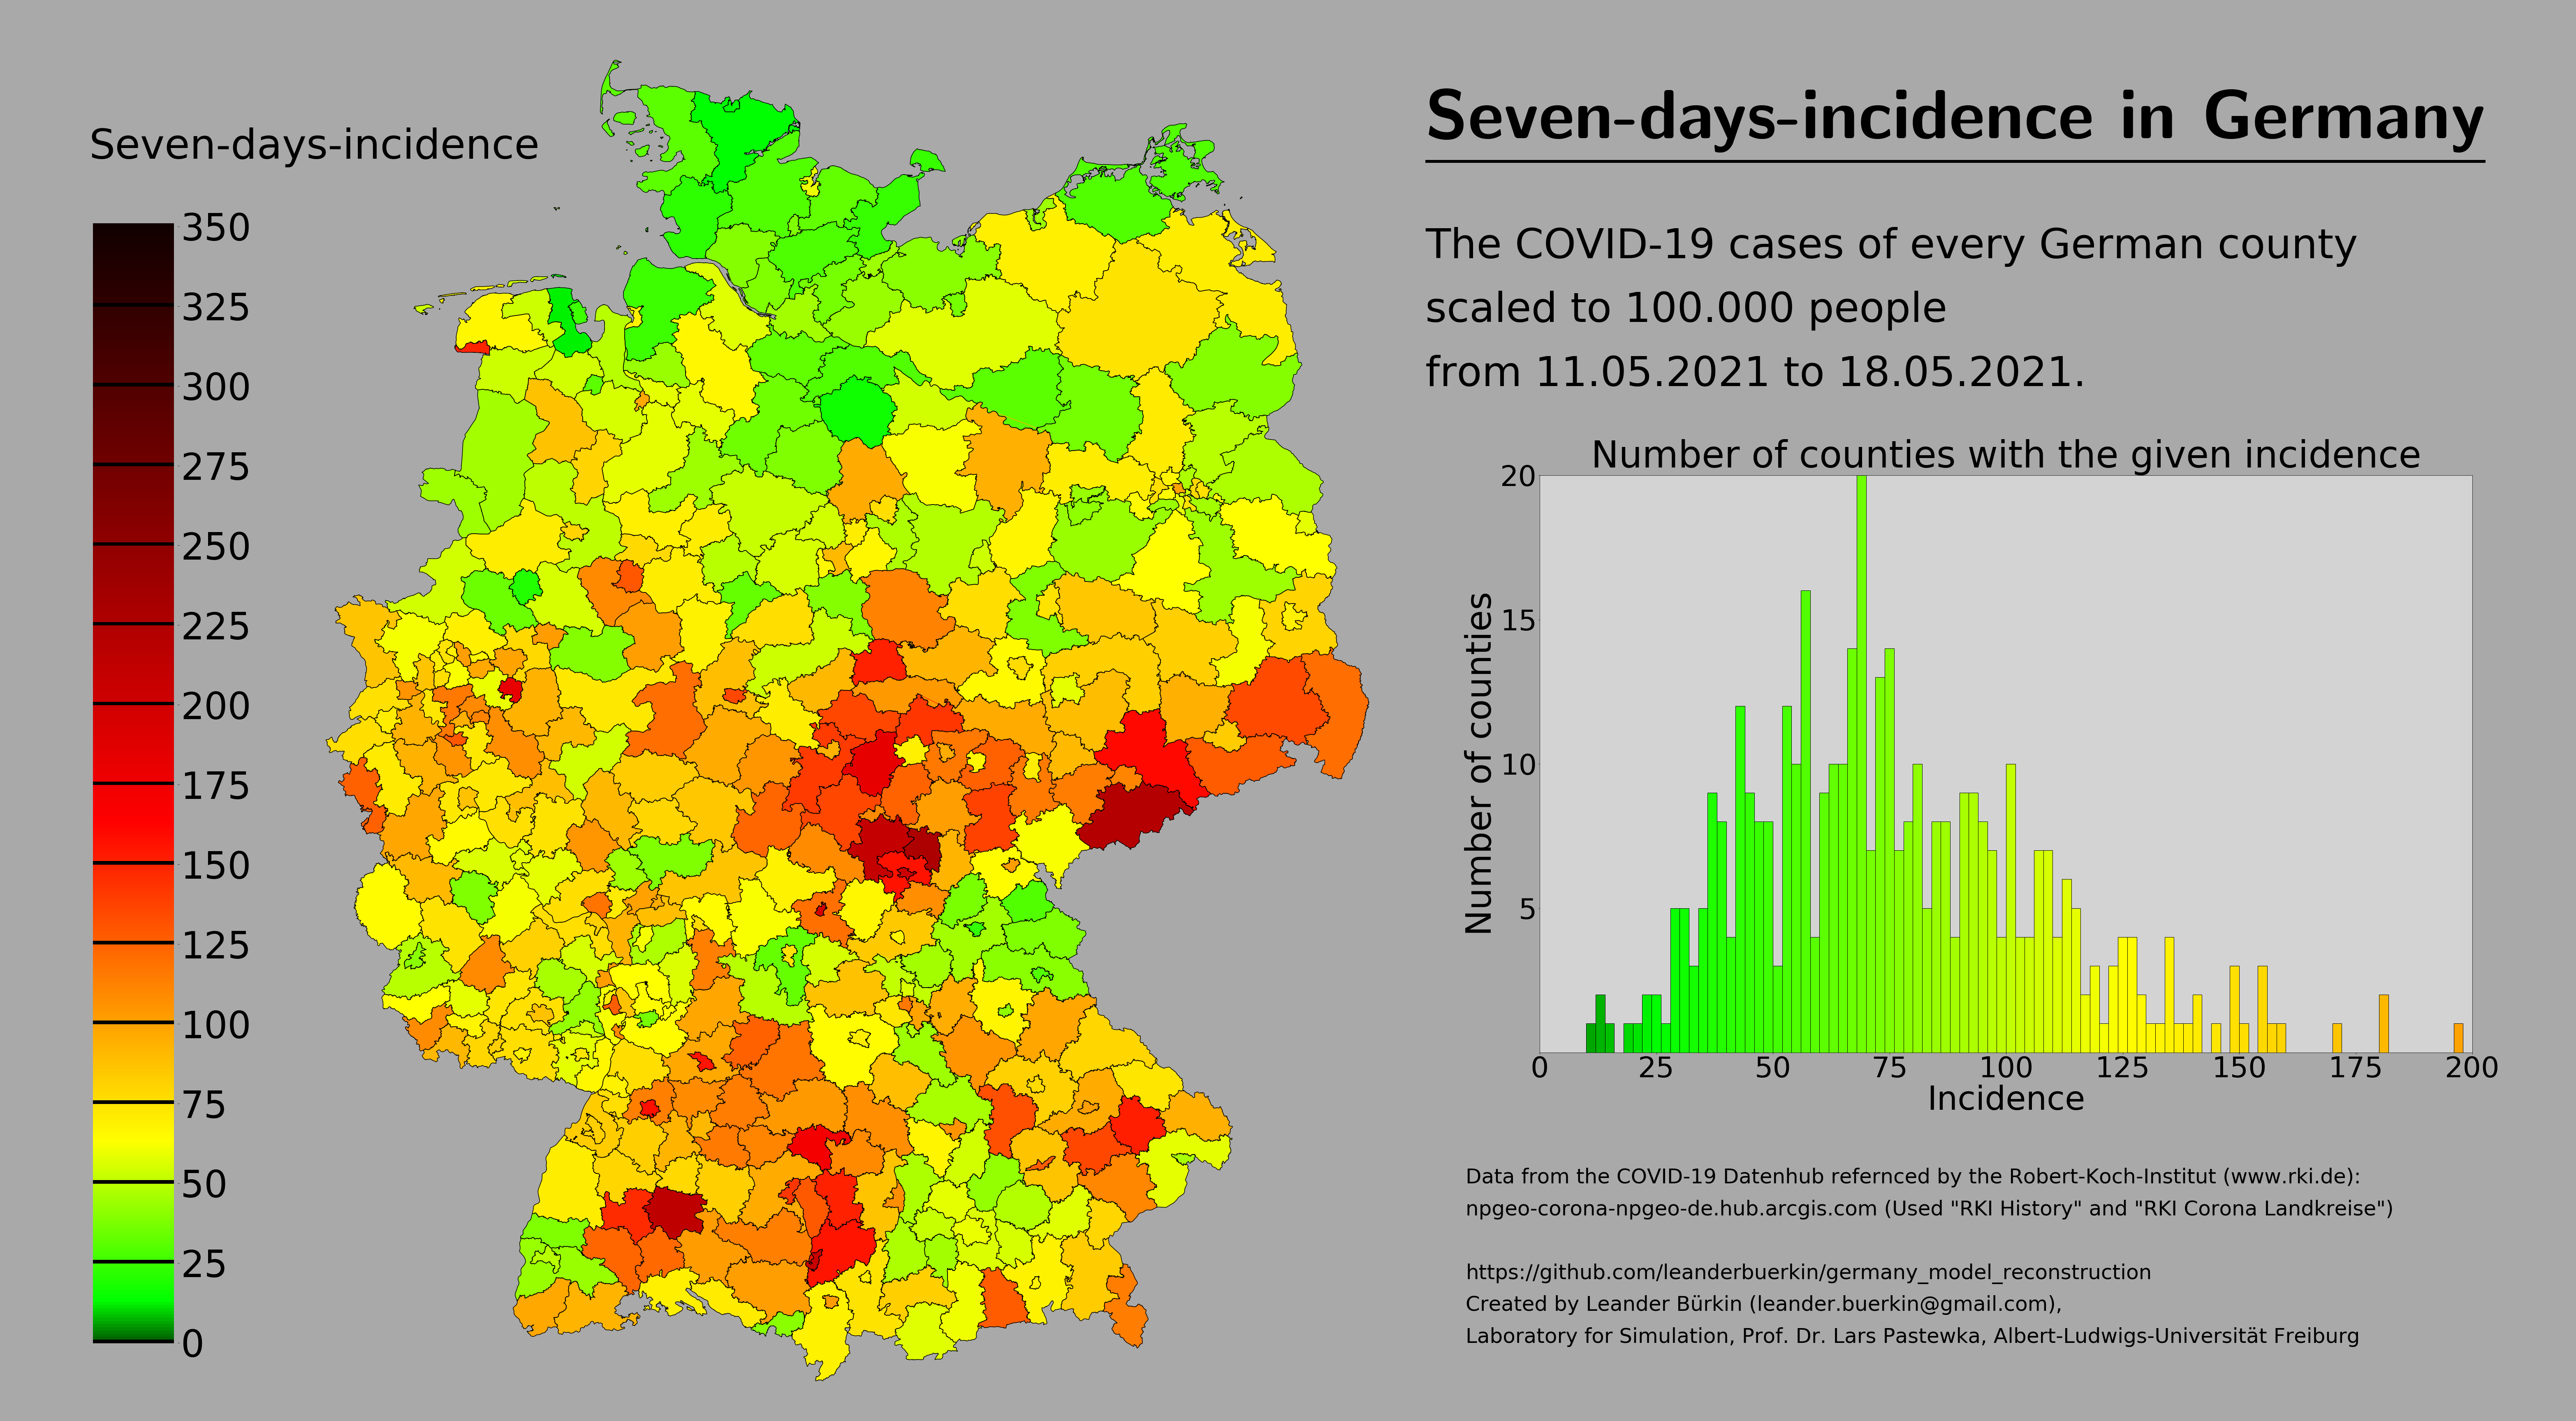 Seven-days-incidence in Germany
Seven-days-incidence
350
325
300
275
250
225
200
175
150
125
100
75
50
25
0
The COVID-19 cases of every German county
scaled to 100.000 people
from 11.05.2021 to 18.05.2021.
Number of counties with the given incidence
20
15
10
5
Number of counties
0 25 50 75 100 125 150 175 200
Incidence
Data from the COVID-19 Datenhub refernced by the Robert-Koch-Institut (www.rki.de):
npgeo-corona-npgeo-de.hub.arcgis.com (Used "RKI History" and "RKI Corona Landkreise")
https://github.com/leanderbuerkin/germany_model_reconstruction
Created by Leander Bürkin (leander.buerkin@gmail.com),
Laboratory for Simulation, Prof. Dr. Lars Pastewka, Albert-Ludwigs-Universität Freiburg